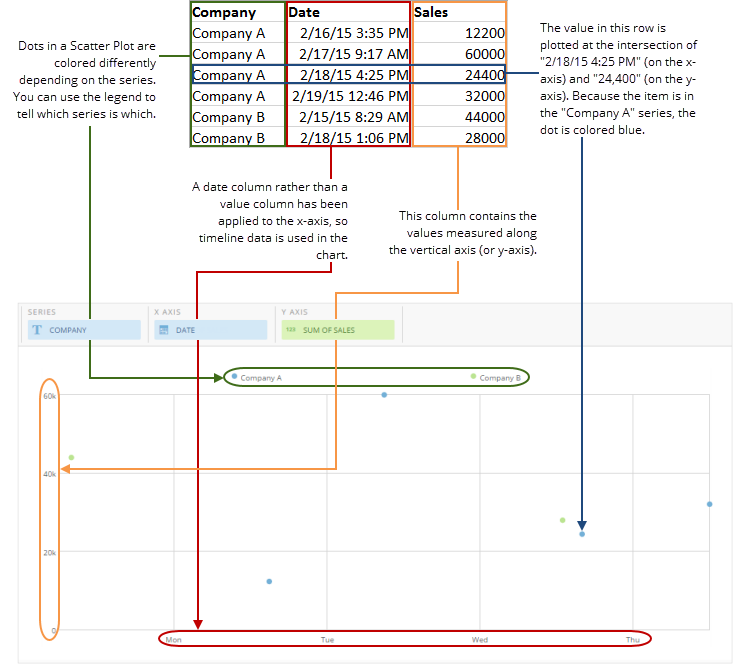 Company Date Sales
Company A 2/16/15 3:35 PM 12200
Company A 2/17/15 9:17 AM 60000
Company A 2/18/15 4:25 PM 24400
Company A 2/19/15 12:46 PM 32000
Company B 2/15/15 8:29 AM 44000
Company B 2/18/15 1:06 PM 28000
Dots in a Scatter Plot are
colored differently
depending on the series.
You can use the legend to
tell which series is which.
The value in this row is
plotted at the intersection of
"2/18/15 4:25 PM" (on the x-
axis) and "24,400" (on the y-
axis). Because the item is in
the "Company A" series, the
dot is colored blue.
A date column rather than a
value column has been
applied to the x-axis, so
timeline data is used in the
chart.
This column contains the
values measured along
the vertical axis (or y-axis).
SERIES X AXIS Y AXIS
T COMPANY DATE 123 SUM OF SALES
Company A Company B
60k
40k
20k
0
Mon Tue Wed Thu